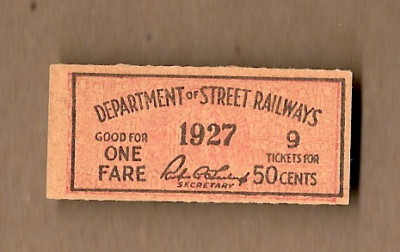 DEPARTMENT OF STREET RAILWAYS
GOOD FOR
ONE
FARE
1927
SECRETARY
9
TICKETS FOR
50 CENTS